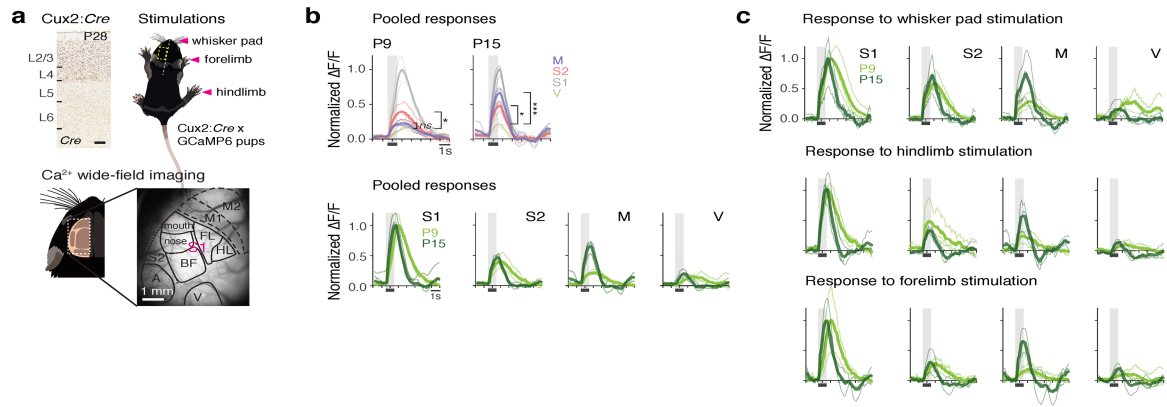 a
Cux2:Cre
Stimulations
P28
L2/3
L4
L5
L6
Cre
whisker pad
forelimb
hindlimb
Cux2:Cre x
GCaMP6 pups
Ca²⁺ wide-field imaging
M2
M1
mouth
nose
S1
FL
HL
S2
BF
A
V
1 mm
b
Pooled responses
P9
P15
Normalized ΔF/F
1.0
0.5
0
M
S2
S1
V
ns
*
*
***
1s
Pooled responses
Normalized ΔF/F
1.0
0.5
0.0
S1
P9
P15
S2
M
V
1s
c
Response to whisker pad stimulation
Normalized ΔF/F
1.0
0.5
0.0
S1
P9
P15
S2
M
V
Response to hindlimb stimulation
Normalized ΔF/F
Response to forelimb stimulation
Normalized ΔF/F